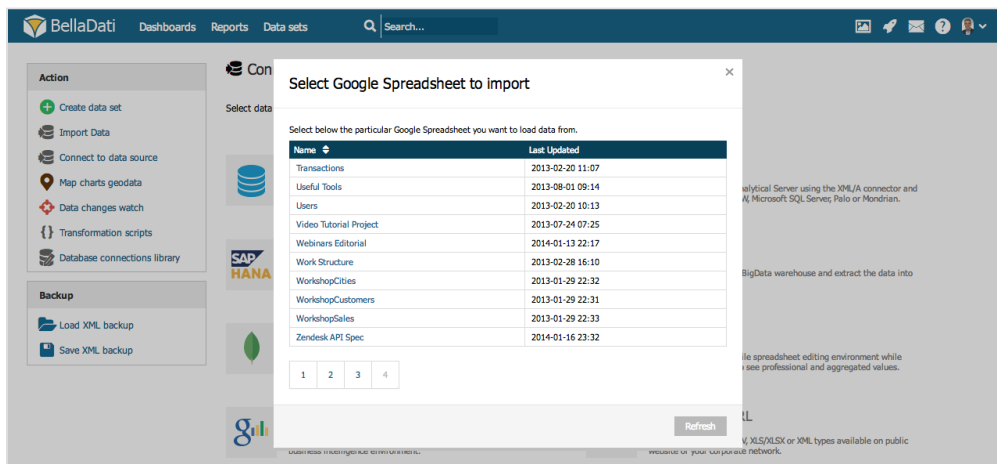 BellaDati Dashboards Reports Data sets Search...
Action
Create data set
Import Data
Connect to data source
Map charts geodata
Data changes watch
Transformation scripts
Database connections library
Backup
Load XML backup
Save XML backup
Con
Select data
SAP
HANA
Select Google Spreadsheet to import
Select below the particular Google Spreadsheet you want to load data from.
Name Last Updated
Transactions 2013-02-20 11:07
Useful Tools 2013-08-01 09:14
Users 2013-02-20 10:13
Video Tutorial Project 2013-07-24 07:25
Webinars Editorial 2014-01-13 22:17
Work Structure 2013-02-28 16:10
WorkshopCities 2013-01-29 22:32
WorkshopCustomers 2013-01-29 22:31
WorkshopSales 2013-01-29 22:33
Zendesk API Spec 2014-01-16 23:32
1 2 3 4
Refresh
alytical Server using the XML/A connector and
Microsoft SQL Server, Palo or Mondrian.
BigData warehouse and extract the data into
ile spreadsheet editing environment while
see professional and aggregated values.
RL
XLS/XLSX or XML types available on public
website or your corporate network.
business intelligence environment.